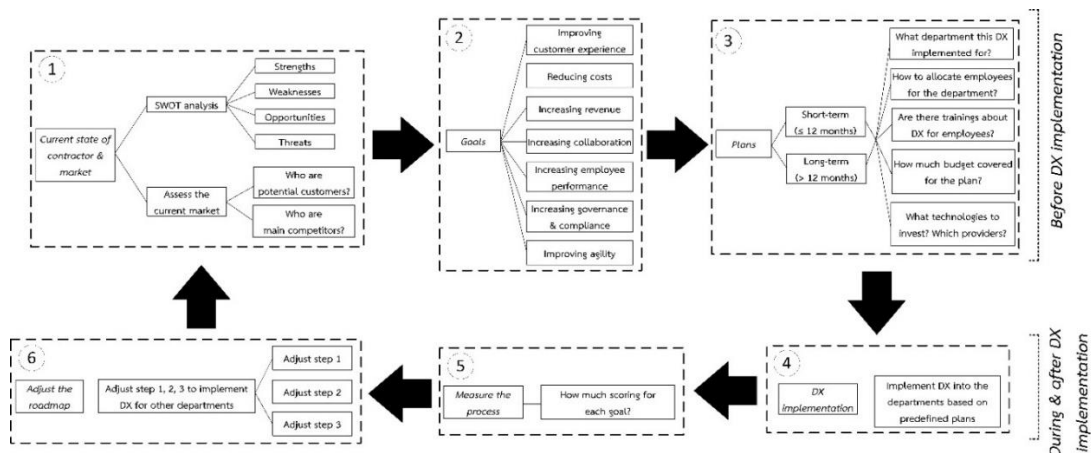 1
Current state of
contractor &
market
SWOT analysis
Strengths
Weaknesses
Opportunities
Threats
Assess the
current market
Who are
potential customers?
Who are
main competitors?
2
Goals
Improving
customer experience
Reducing costs
Increasing revenue
Increasing collaboration
Increasing employee
performance
Increasing governance
& compliance
Improving agility
3
Plans
Short-term
(≤ 12 months)
Long-term
(> 12 months)
What department this DX
implemented for?
How to allocate employees
for the department?
Are there trainings about
DX for employees?
How much budget covered
for the plan?
What technologies to
invest? Which providers?
Before DX implementation
4
DX
implementation
Implement DX into the
departments based on
predefined plans
5
Measure the
process
How much scoring for
each goal?
6
Adjust the
roadmap
Adjust step 1, 2, 3 to implement
DX for other departments
Adjust step 1
Adjust step 2
Adjust step 3
During & after DX
implementation